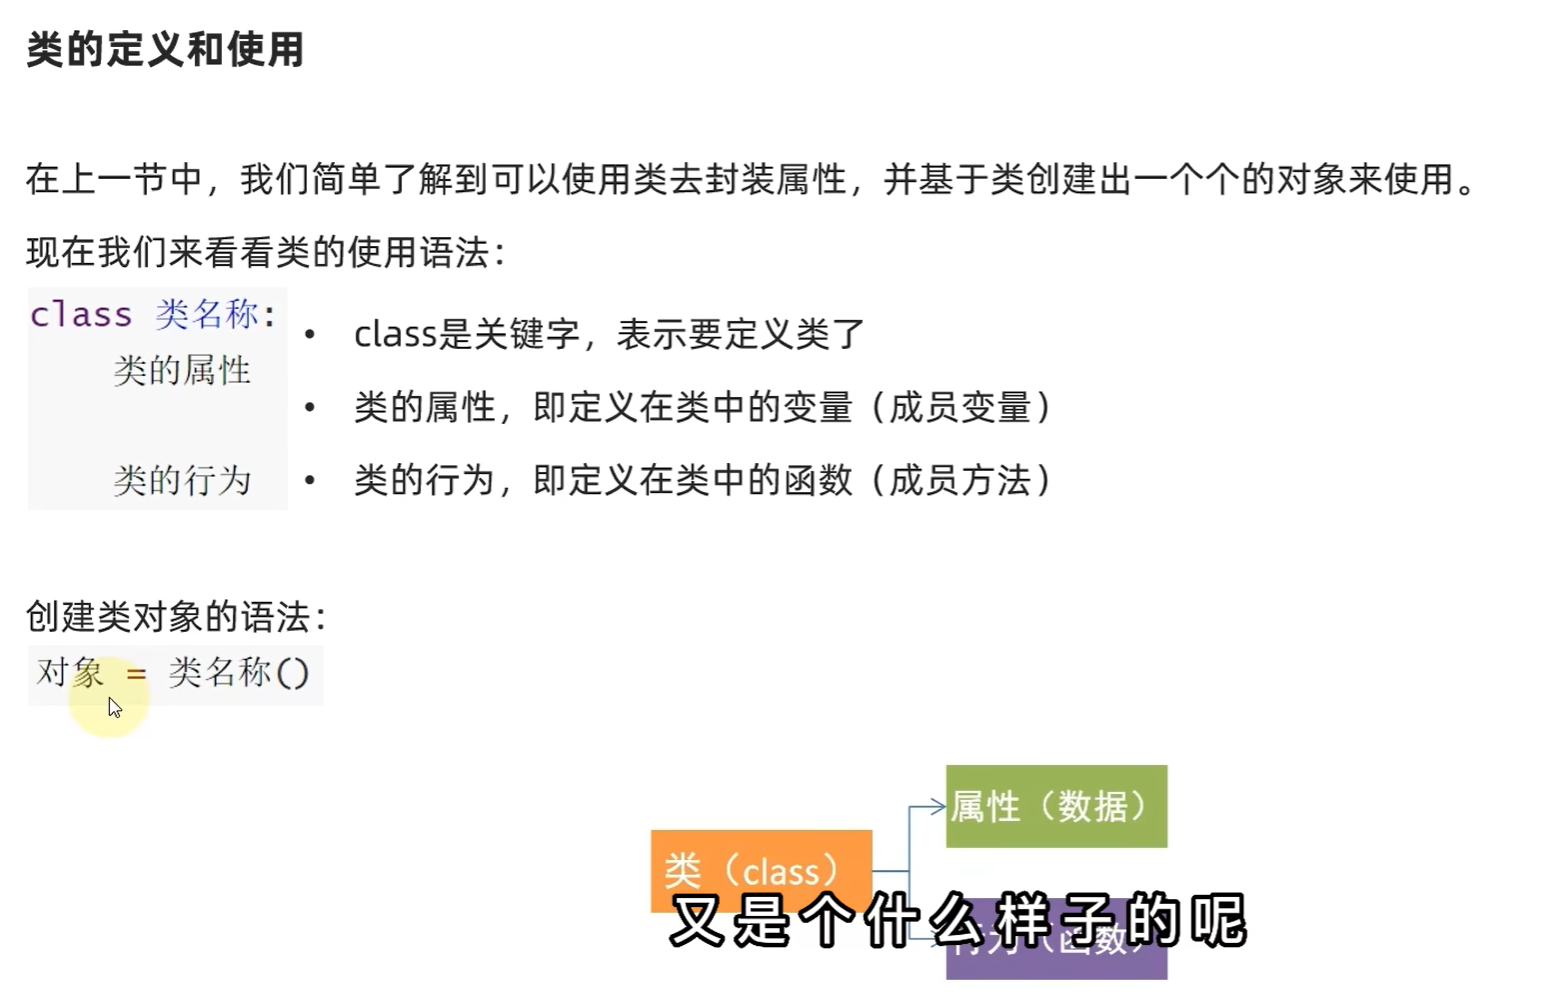 类的定义和使用
在上一节中，我们简单了解到可以使用类去封装属性，并基于类创建出一个个的对象来使用。
现在我们来看看类的使用语法：
class 类名称:
类的属性
类的行为
• class是关键字，表示要定义类了
• 类的属性，即定义在类中的变量（成员变量）
• 类的行为，即定义在类中的函数（成员方法）
创建类对象的语法：
对象 = 类名称()
属性（数据）
类（class）
行为（函数）
又是个什么样子的呢